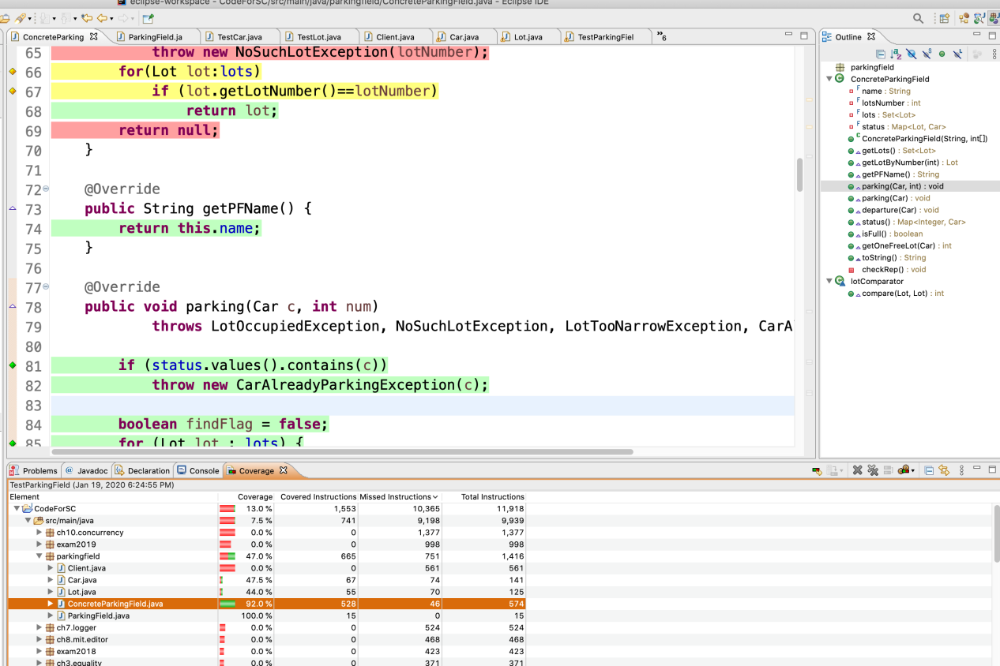 eclipse-workspace - CodeForSC/src/main/java/parkingfield/ConcreteParkingField.java - Eclipse IDE
ConcreteParking ParkingField.ja TestCar.java TestLot.java Client.java Car.java Lot.java TestParkingFiel »6
65 throw new NoSuchLotException(lotNumber);
66 for(Lot lot:lots)
67 if (lot.getLotNumber()==lotNumber)
68 return lot;
69 return null;
70 }
71
72 @Override
73 public String getPFName() {
74 return this.name;
75 }
76
77 @Override
78 public void parking(Car c, int num)
79 throws LotOccupiedException, NoSuchLotException, LotTooNarrowException, CarA
80
81 if (status.values().contains(c))
82 throw new CarAlreadyParkingException(c);
83
84 boolean findFlag = false;
85 for (Lot lot : lots) {
Outline
parkingfield
ConcreteParkingField
name : String
lotsNumber : int
lots : Set<Lot>
status : Map<Lot, Car>
ConcreteParkingField(String, int[])
getLots() : Set<Lot>
getLotByNumber(int) : Lot
getPFName() : String
parking(Car, int) : void
parking(Car) : void
departure(Car) : void
status() : Map<Integer, Car>
isFull() : boolean
getOneFreeLot(Car) : int
toString() : String
checkRep() : void
lotComparator
compare(Lot, Lot) : int
Problems @ Javadoc Declaration Console Coverage
TestParkingField (Jan 19, 2020 6:24:55 PM)
Element Coverage Covered Instructions Missed Instructions Total Instructions
CodeForSC 13.0 % 1,553 10,365 11,918
src/main/java 7.5 % 741 9,198 9,939
ch10.concurrency 0.0 % 0 1,377 1,377
exam2019 0.0 % 0 998 998
parkingfield 47.0 % 665 751 1,416
Client.java 0.0 % 0 561 561
Car.java 47.5 % 67 74 141
Lot.java 44.0 % 55 70 125
ConcreteParkingField.java 92.0 % 528 46 574
ParkingField.java 100.0 % 15 0 15
ch7.logger 0.0 % 0 524 524
ch8.mit.editor 0.0 % 0 468 468
exam2018 0.0 % 0 423 423
ch3.equality 0.0 % 0 371 371